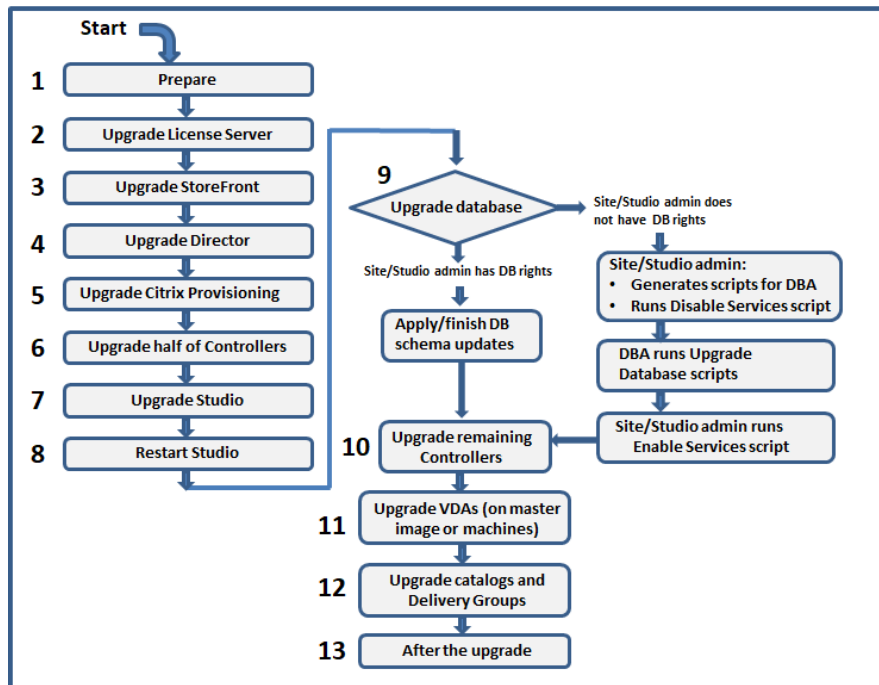 Start
1
Prepare
2
Upgrade License Server
3
Upgrade StoreFront
4
Upgrade Director
5
Upgrade Citrix Provisioning
6
Upgrade half of Controllers
7
Upgrade Studio
8
Restart Studio
9
Upgrade database
Site/Studio admin does
not have DB rights
Site/Studio admin has DB rights
Site/Studio admin:
• Generates scripts for DBA
• Runs Disable Services script
Apply/finish DB
schema updates
DBA runs Upgrade
Database scripts
Site/Studio admin runs
Enable Services script
10
Upgrade remaining
Controllers
11
Upgrade VDAs (on master
image or machines)
12
Upgrade catalogs and
Delivery Groups
13
After the upgrade